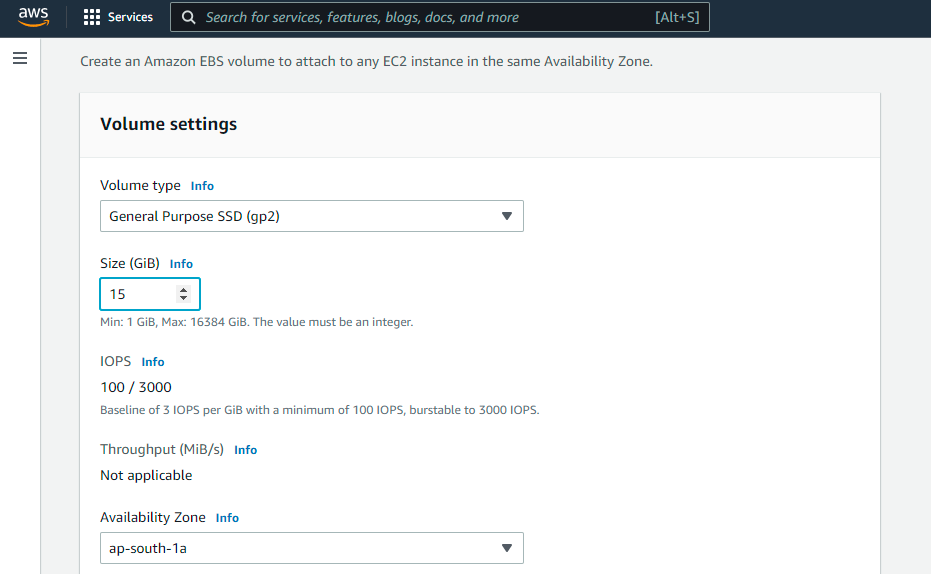 aws Services Search for services, features, blogs, docs, and more [Alt+S]
Create an Amazon EBS volume to attach to any EC2 instance in the same Availability Zone.
Volume settings
Volume type Info
General Purpose SSD (gp2)
Size (GiB) Info
15
Min: 1 GiB, Max: 16384 GiB. The value must be an integer.
IOPS Info
100 / 3000
Baseline of 3 IOPS per GiB with a minimum of 100 IOPS, burstable to 3000 IOPS.
Throughput (MiB/s) Info
Not applicable
Availability Zone Info
ap-south-1a